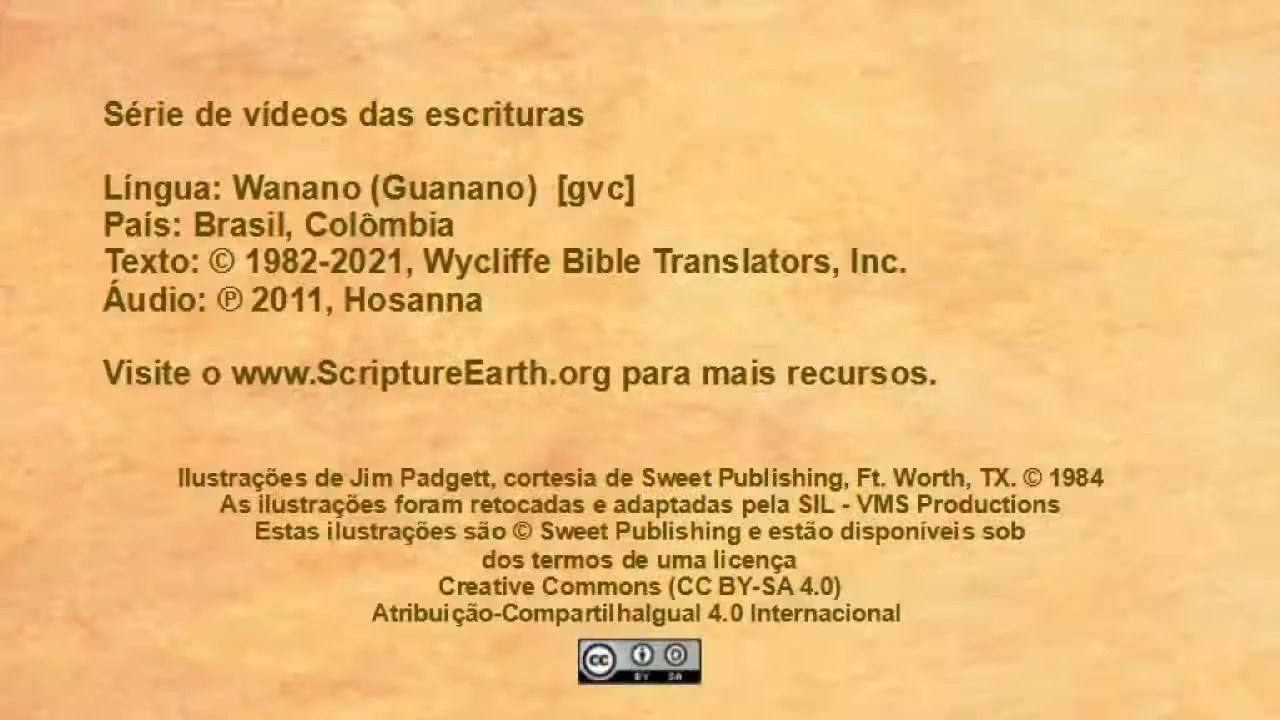 Série de vídeos das escrituras
Língua: Wanano (Guanano) [gvc]
País: Brasil, Colômbia
Texto: © 1982-2021, Wycliffe Bible Translators, Inc.
Áudio: ℗ 2011, Hosanna
Visite o www.ScriptureEarth.org para mais recursos.
Ilustrações de Jim Padgett, cortesia de Sweet Publishing, Ft. Worth, TX. © 1984
As ilustrações foram retocadas e adaptadas pela SIL - VMS Productions
Estas ilustrações são © Sweet Publishing e estão disponíveis sob
dos termos de uma licença
Creative Commons (CC BY-SA 4.0)
Atribuição-CompartilhaIgual 4.0 Internacional
cc BY SA